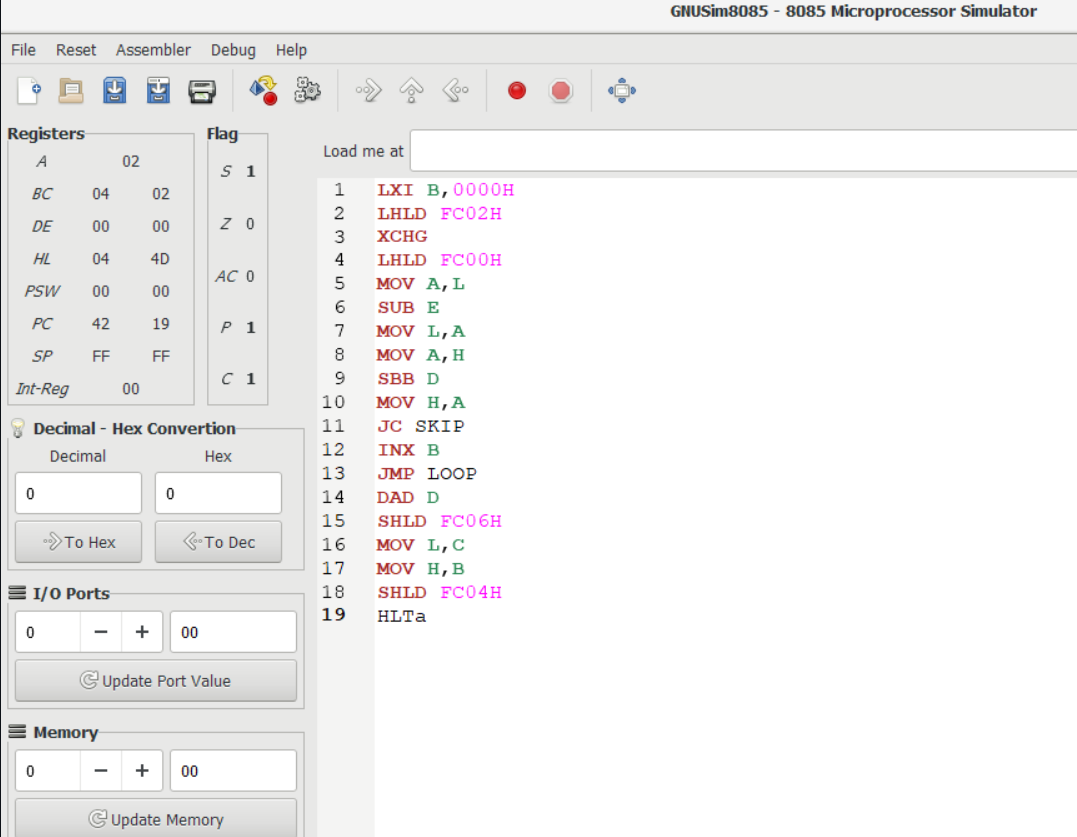 GNUSim8085 - 8085 Microprocessor Simulator
File Reset Assembler Debug Help
Registers
A 02
BC 04 02
DE 00 00
HL 04 4D
PSW 00 00
PC 42 19
SP FF FF
Int-Reg 00
Flag
S 1
Z 0
AC 0
P 1
C 1
Decimal - Hex Convertion
Decimal Hex
0 0
To Hex To Dec
I/O Ports
0 − + 00
Update Port Value
Memory
0 − + 00
Update Memory
Load me at
1 LXI B,0000H
2 LHLD FC02H
3 XCHG
4 LHLD FC00H
5 MOV A,L
6 SUB E
7 MOV L,A
8 MOV A,H
9 SBB D
10 MOV H,A
11 JC SKIP
12 INX B
13 JMP LOOP
14 DAD D
15 SHLD FC06H
16 MOV L,C
17 MOV H,B
18 SHLD FC04H
19 HLTa